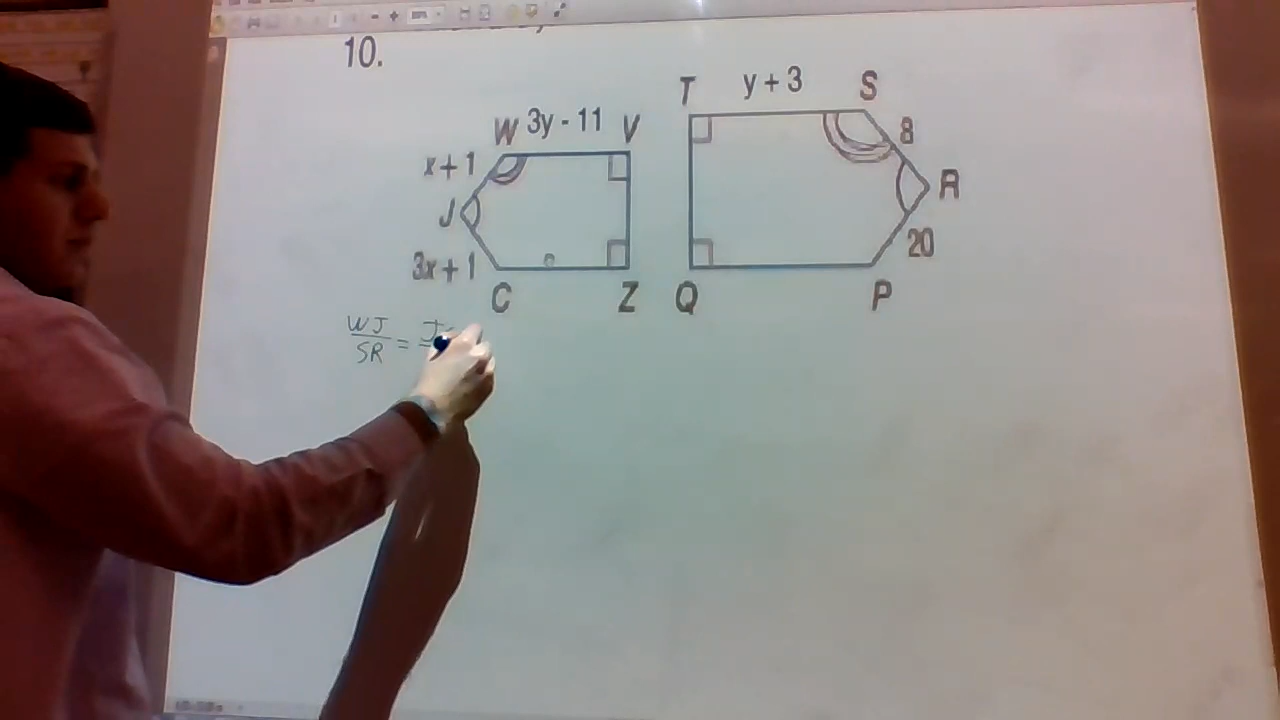 10.
T y + 3 S
W 3y - 11 V
x + 1
8
J
R
3x + 1
20
C Z Q P
WJ
SR
= J